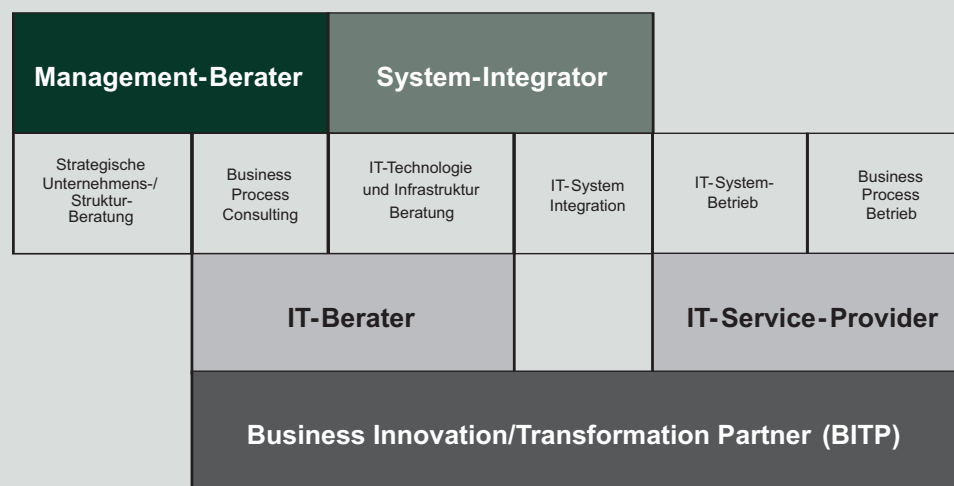 Management-Berater
System-Integrator
Strategische
Unternehmens-/
Struktur-
Beratung
Business
Process
Consulting
IT-Technologie
und Infrastruktur
Beratung
IT-System
Integration
IT-System-
Betrieb
Business
Process
Betrieb
IT-Berater
IT-Service-Provider
Business Innovation/Transformation Partner (BITP)